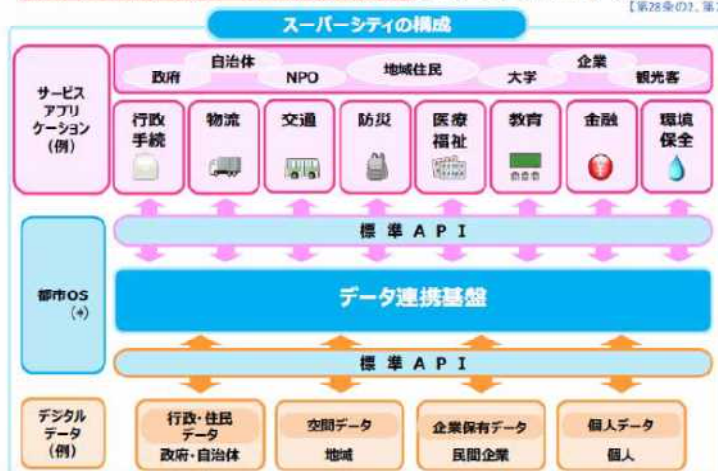 【第28条の2、第
スーパーシティの構成
サービス
アプリ
ケーション
(例)
政府
自治体
NPO
地域住民
大学
企業
観光客
行政
手続
物流
交通
防災
医療
福祉
教育
金融
環境
保全
標準API
都市OS
(*)
データ連携基盤
標準API
デジタル
データ
(例)
行政・住民
データ
政府・自治体
空間データ
地域
企業保有データ
民間企業
個人データ
個人